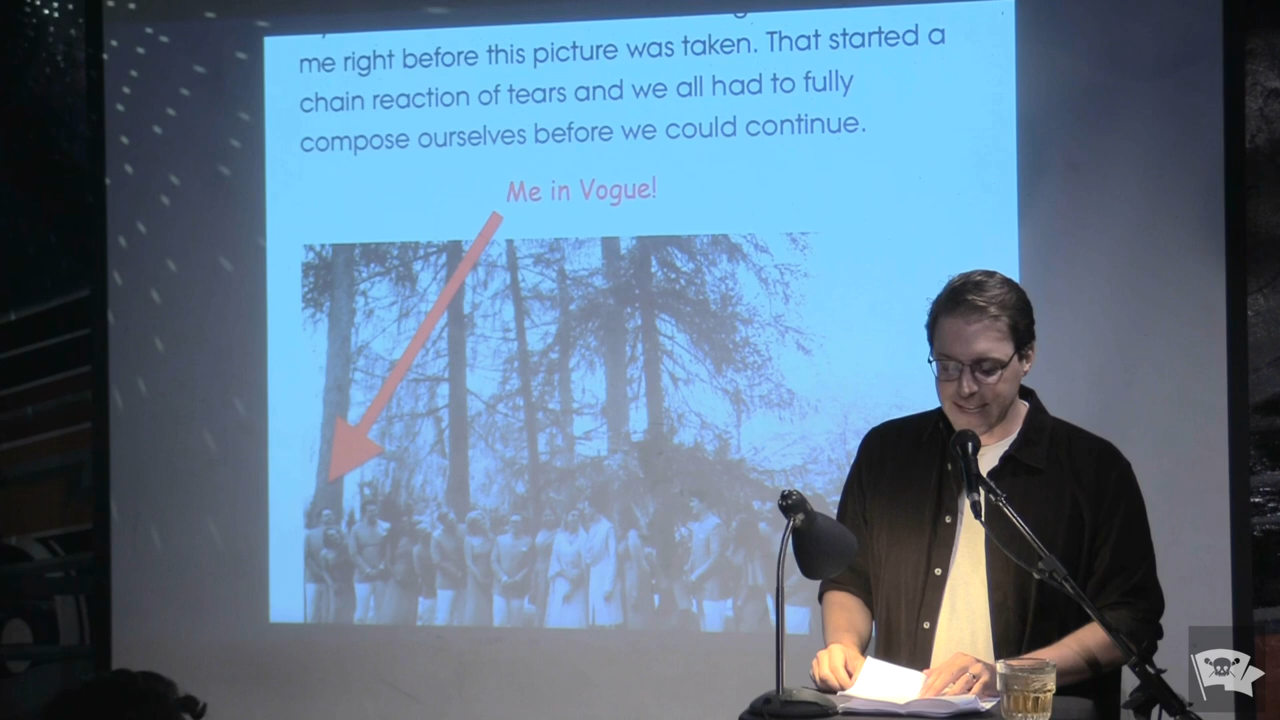 me right before this picture was taken. That started a
chain reaction of tears and we all had to fully
compose ourselves before we could continue.
Me in Vogue!